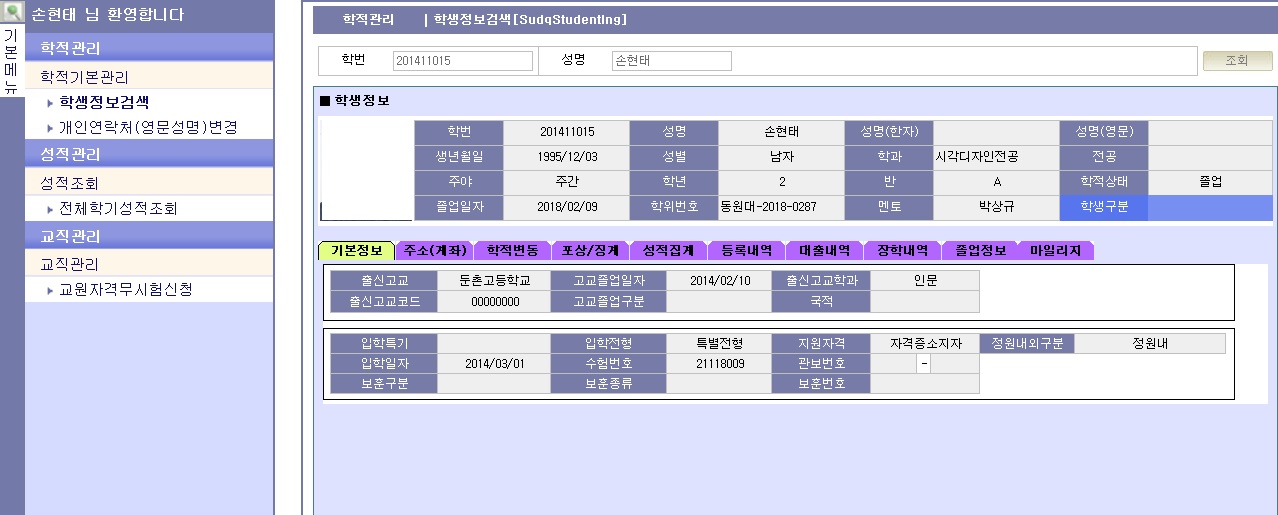 손현태 님 환영합니다
기본메뉴
학적관리
학적기본관리
학생정보검색
개인연락처(영문성명)변경
성적관리
성적조회
전체학기성적조회
교직관리
교직관리
교원자격무시험신청
학적관리 | 학생정보검색[SudqStudentInq]
학번 201411015 성명 손현태 조회
■ 학생정보
학번 201411015 성명 손현태 성명(한자) 성명(영문)
생년월일 1995/12/03 성별 남자 학과 시각디자인전공 전공
주야 주간 학년 2 반 A 학적상태 졸업
졸업일자 2018/02/09 학위번호 동원대-2018-0287 멘토 박상규 학생구분
기본정보 주소(계좌) 학적변동 포상/징계 성적집계 등록내역 대출내역 장학내역 졸업정보 마일리지
출신고교 둔촌고등학교 고교졸업일자 2014/02/10 출신고교학과 인문
출신고교코드 00000000 고교졸업구분 국적
입학특기 입학전형 특별전형 지원자격 자격증소지자 정원내외구분 정원내
입학일자 2014/03/01 수험번호 21118009 관보번호 -
보훈구분 보훈종류 보훈번호